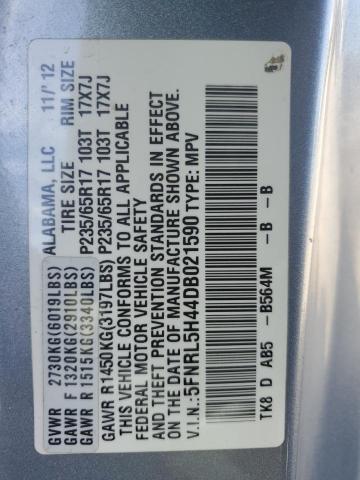 ALABAMA, LLC 11/'12
GVWR 2730KG(6019LBS) TIRE SIZE RIM SIZE
GAWR F 1320KG(2910LBS) P235/65R17 103T 17X7J
GAWR R1515KG(3340LBS) P235/65R17 103T 17X7J
GAWR R1450KG(3197LBS)
THIS VEHICLE CONFORMS TO ALL APPLICABLE
FEDERAL MOTOR VEHICLE SAFETY
AND THEFT PREVENTION STANDARDS IN EFFECT
ON THE DATE OF MANUFACTURE SHOWN ABOVE.
V.I.N.:5FNRL5H44DB021590 TYPE: MPV
TK8 D AB5 - B564M - B - B